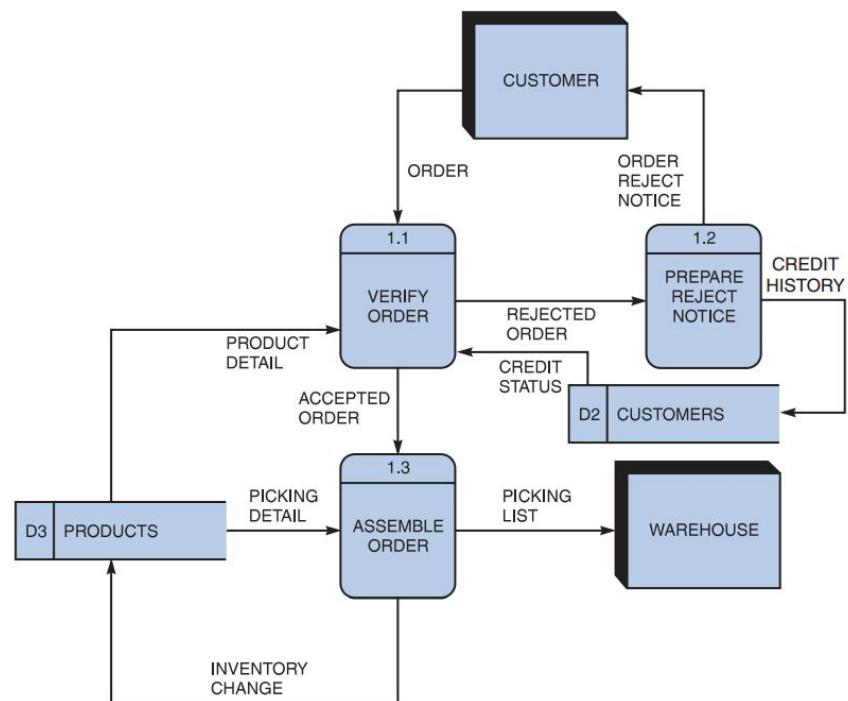 CUSTOMER
ORDER
ORDER
REJECT
NOTICE
1.1
VERIFY
ORDER
1.2
PREPARE
REJECT
NOTICE
CREDIT
HISTORY
REJECTED
ORDER
PRODUCT
DETAIL
CREDIT
STATUS
ACCEPTED
ORDER
D2
CUSTOMERS
1.3
ASSEMBLE
ORDER
D3
PRODUCTS
PICKING
DETAIL
PICKING
LIST
WAREHOUSE
INVENTORY
CHANGE